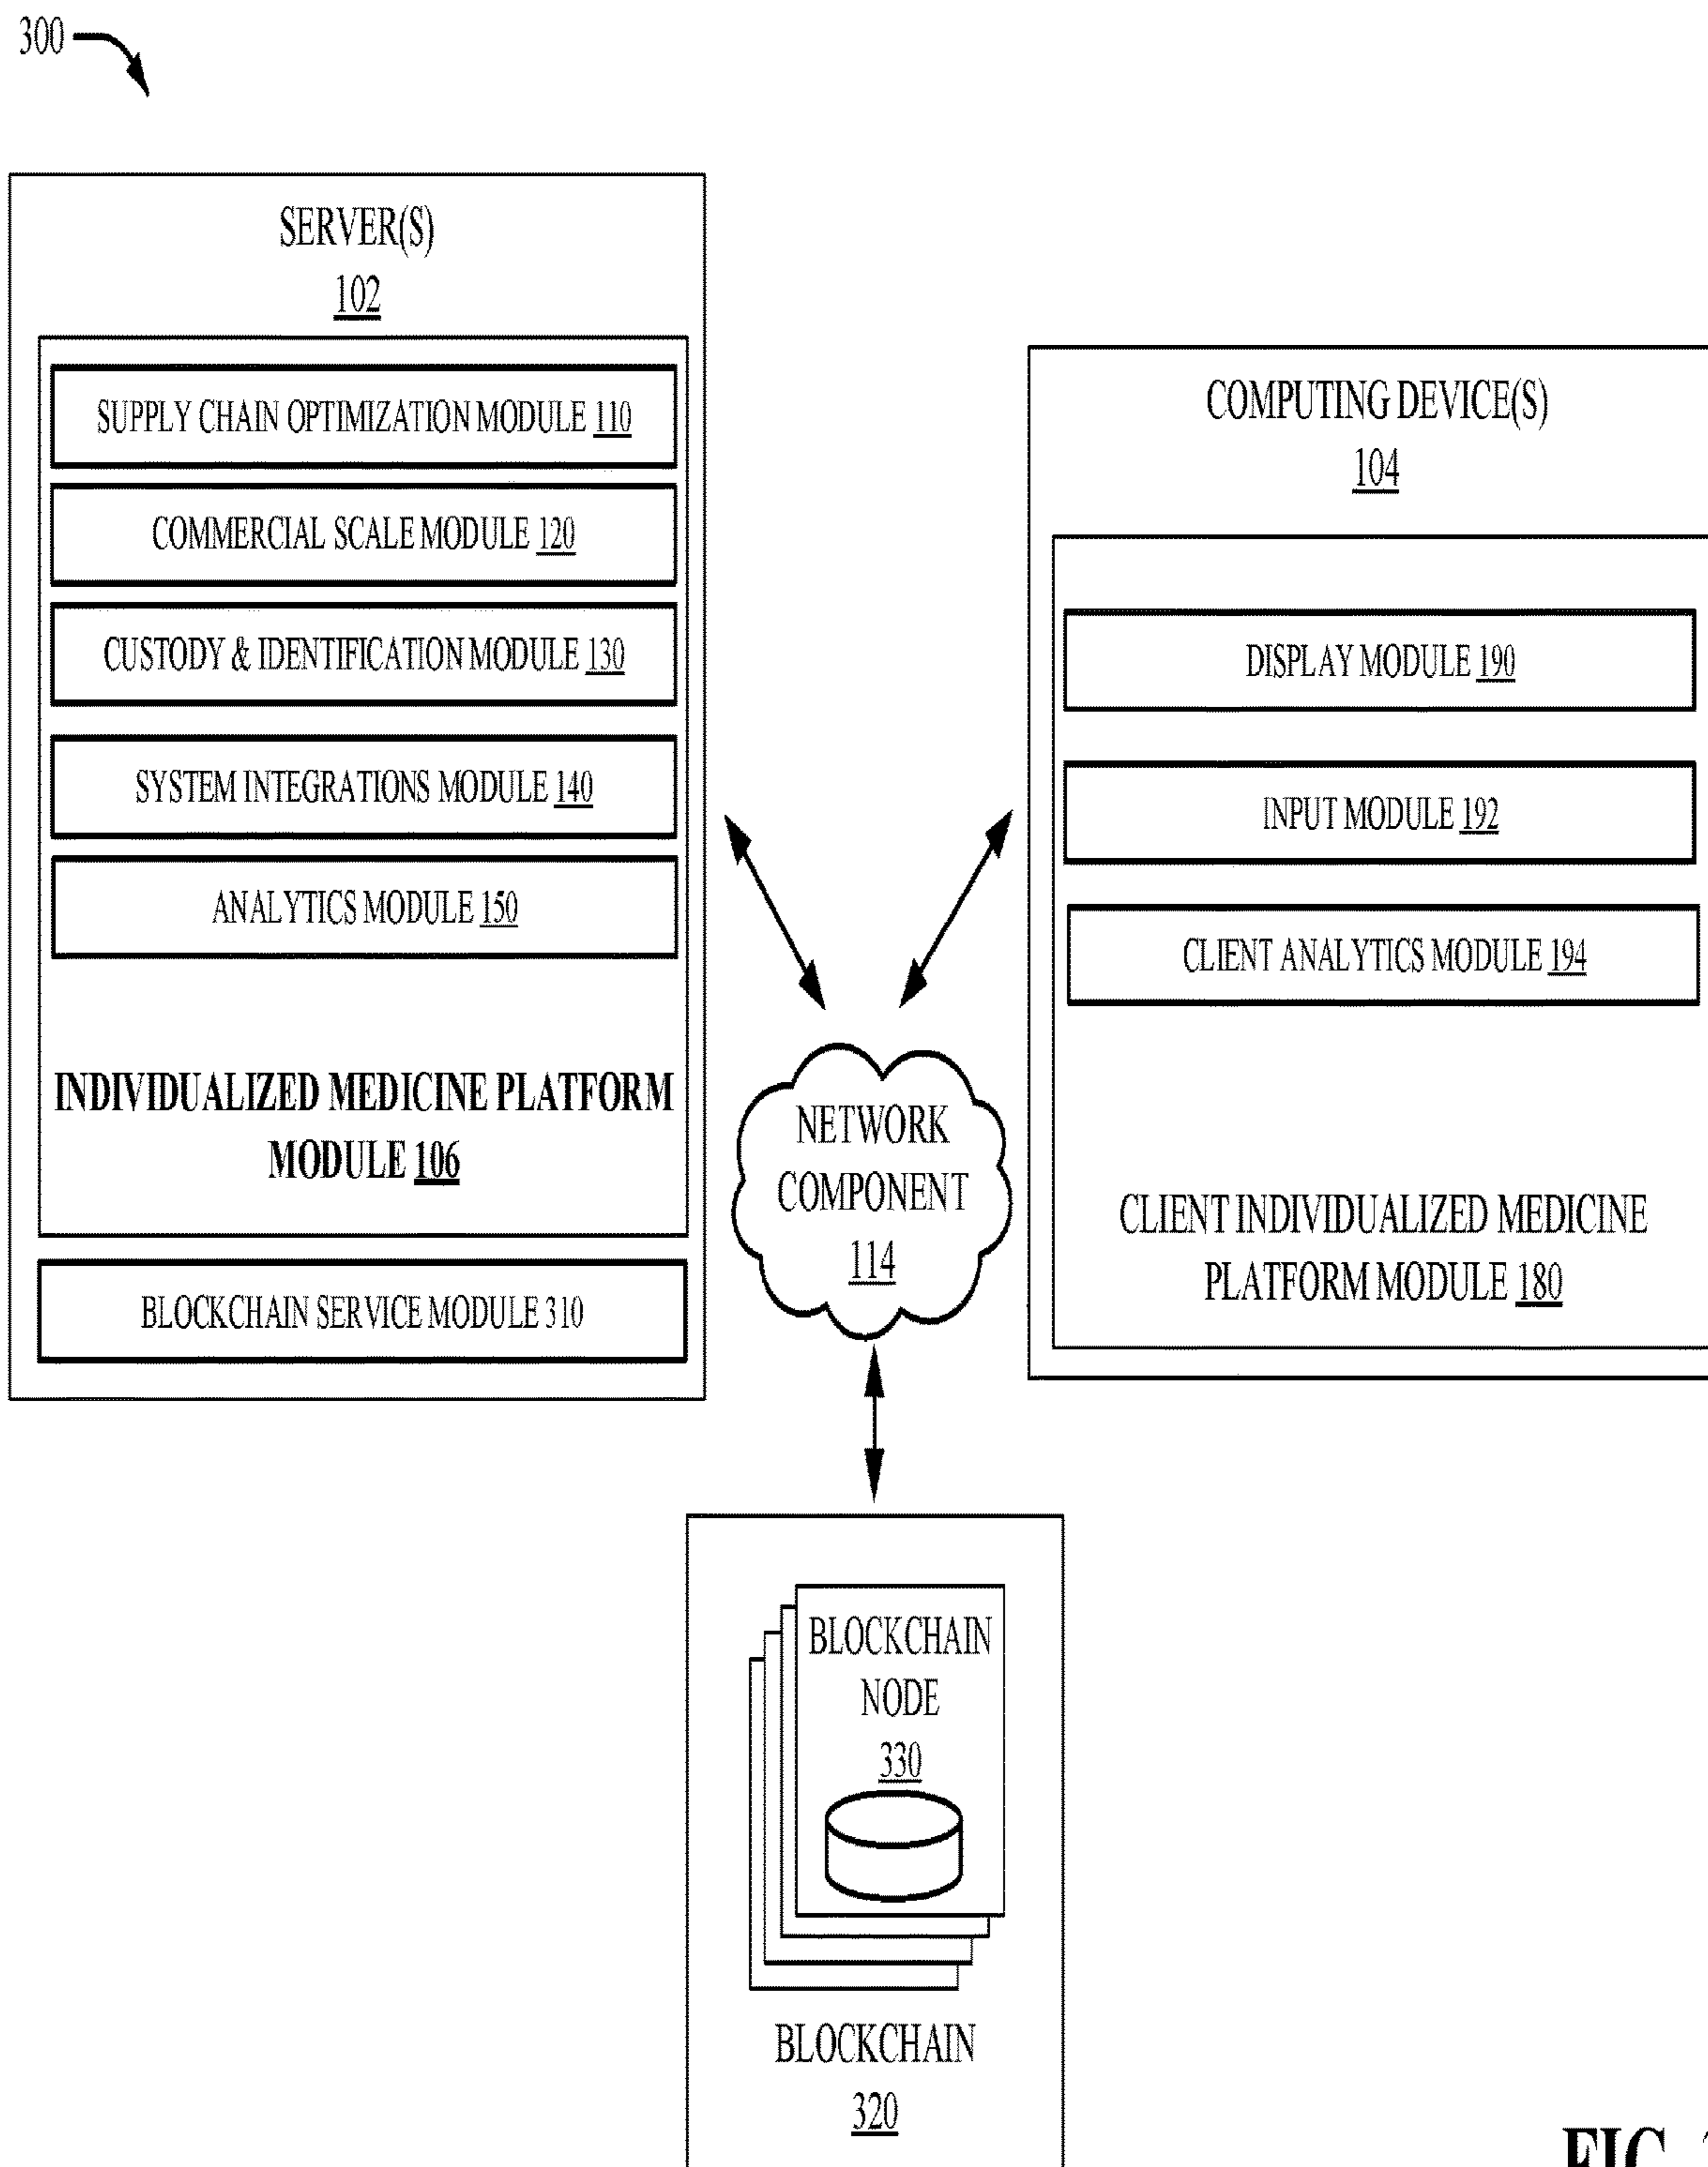 300
SERVER(S)
102
SUPPLY CHAIN OPTIMIZATION MODULE 110
COMMERCIAL SCALE MODULE 120
CUSTODY & IDENTIFICATION MODULE 130
SYSTEM INTEGRATIONS MODULE 140
ANALYTICS MODULE 150
INDIVIDUALIZED MEDICINE PLATFORM
MODULE 106
BLOCKCHAIN SERVICE MODULE 310
COMPUTING DEVICE(S)
104
DISPLAY MODULE 190
INPUT MODULE 192
CLIENT ANALYTICS MODULE 194
CLIENT INDIVIDUALIZED MEDICINE
PLATFORM MODULE 180
NETWORK
COMPONENT
114
BLOCKCHAIN
NODE
330
BLOCKCHAIN
320
FIG.